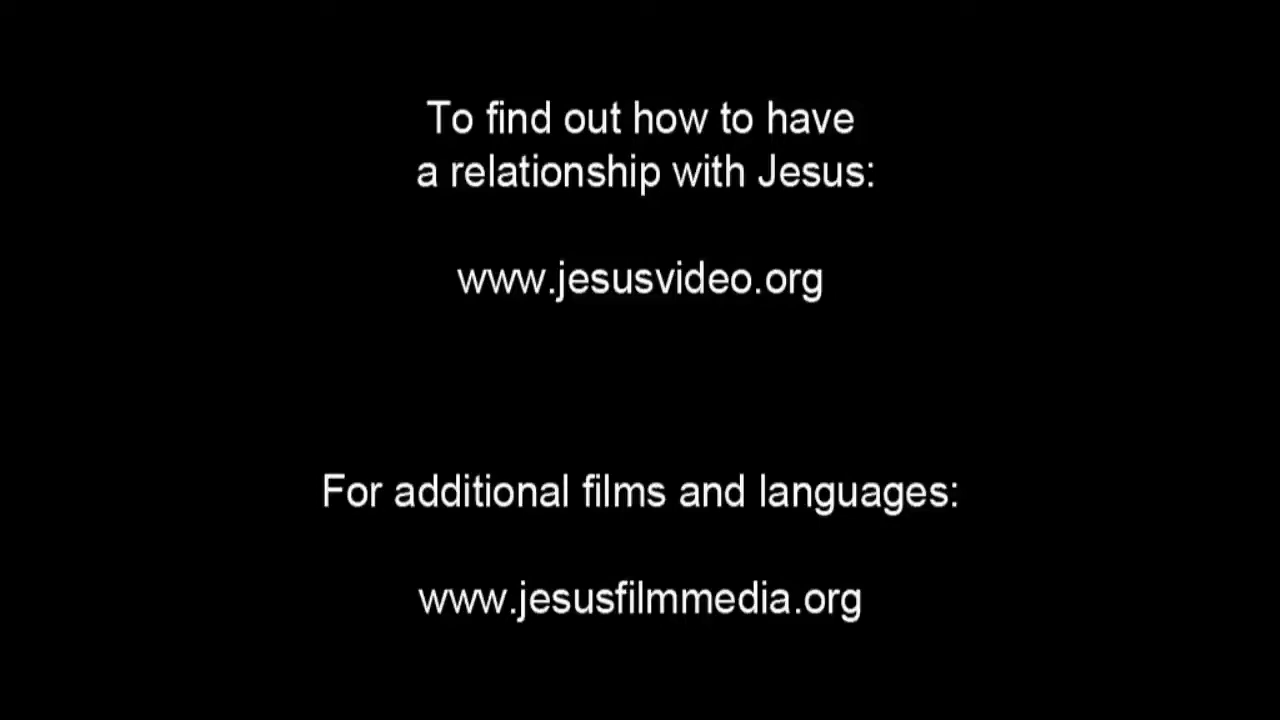 To find out how to have
a relationship with Jesus:
www.jesusvideo.org
For additional films and languages:
www.jesusfilmmedia.org